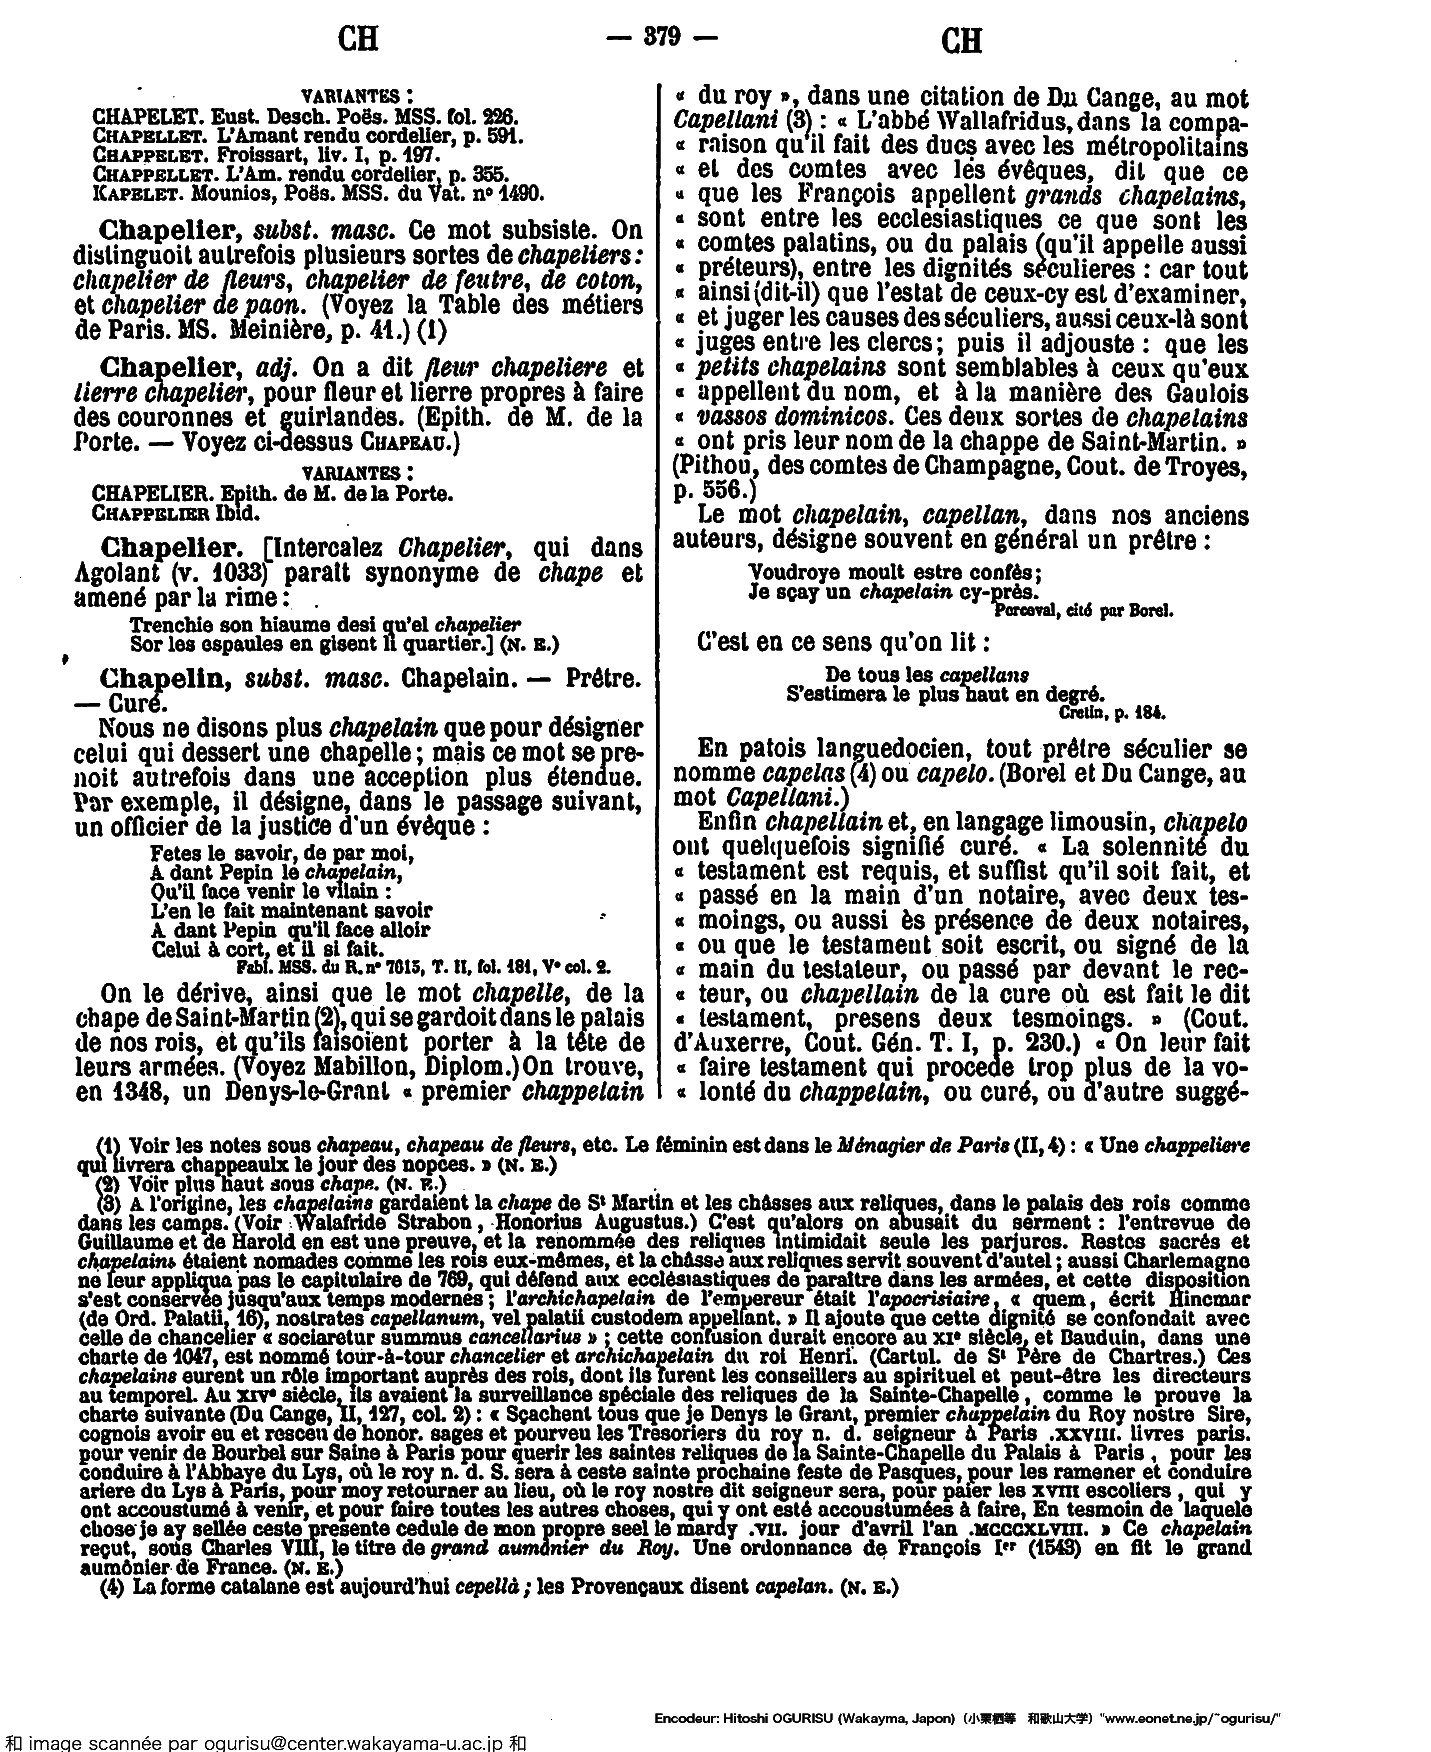 CH
— 379 —
CH
VARIANTES :
CHAPELET. Eust. Desch. Poës. MSS. fol. 226.
CHAPELLET. L'Amant rendu cordelier, p. 591.
CHAPPELET. Froissart, liv. I, p. 197.
CHAPPELLET. L'Am. rendu cordelier, p. 355.
KAPELET. Mounios, Poës. MSS. du Vat. n° 1490.
Chapelier, subst. masc. Ce mot subsiste. On
distinguoit autrefois plusieurs sortes de chapeliers :
chapelier de fleurs, chapelier de feutre, de coton,
et chapelier de paon. (Voyez la Table des métiers
de Paris. MS. Meinière, p. 41.) (1)
Chapelier, adj. On a dit fleur chapeliere et
lierre chapelier, pour fleur et lierre propres à faire
des couronnes et guirlandes. (Epith. de M. de la
Porte. — Voyez ci-dessus CHAPEAU.)
VARIANTES :
CHAPELIER. Epith. de M. de la Porte.
CHAPPELIER Ibid.
Chapelier. [Intercalez Chapelier, qui dans
Agolant (v. 1033) paraît synonyme de chape et
amené par la rime :
Trenchie son hiaume desi qu'el chapelier
Sor les espaules en gisent li quartier.] (N. E.)
Chapelin, subst. masc. Chapelain. — Prêtre.
— Curé.
Nous ne disons plus chapelain que pour désigner
celui qui dessert une chapelle ; mais ce mot se pre-
noit autrefois dans une acception plus étendue.
Par exemple, il désigne, dans le passage suivant,
un officier de la justice d'un évêque :
Fetes le savoir, de par moi,
A dant Pepin le chapelain,
Qu'il face venir le vilain :
L'en le fait maintenant savoir
A dant Pepin qu'il face alloir
Celui à cort, et il si fait.
Fabl. MSS. du R. n° 7615, T. II, fol. 181, V° col. 2.
On le dérive, ainsi que le mot chapelle, de la
chape de Saint-Martin (2), qui se gardoit dans le palais
de nos rois, et qu'ils faisoient porter à la tête de
leurs armées. (Voyez Mabillon, Diplom.) On trouve,
en 1348, un Denys-le-Grant « premier chappelain
« du roy », dans une citation de Du Cange, au mot
Capellani (3) : « L'abbé Wallafridus, dans la compa-
« raison qu'il fait des ducs avec les métropolitains
« et des comtes avec les évêques, dit que ce
« que les François appellent grands chapelains,
« sont entre les ecclesiastiques ce que sont les
« comtes palatins, ou du palais (qu'il appelle aussi
« préteurs), entre les dignités séculieres : car tout
« ainsi (dit-il) que l'estat de ceux-cy est d'examiner,
« et juger les causes des séculiers, aussi ceux-là sont
« juges entre les clercs ; puis il adjouste : que les
« petits chapelains sont semblables à ceux qu'eux
« appellent du nom, et à la manière des Gaulois
« vassos dominicos. Ces deux sortes de chapelains
« ont pris leur nom de la chappe de Saint-Martin. »
(Pithou, des comtes de Champagne, Cout. de Troyes,
p. 556.)
Le mot chapelain, capellan, dans nos anciens
auteurs, désigne souvent en général un prêtre :
Voudroye moult estre confés ;
Je sçay un chapelain cy-près.
Perceval, cité par Borel.
C'est en ce sens qu'on lit :
De tous les capellans
S'estimera le plus haut en degré.
Cretin, p. 184.
En patois languedocien, tout prêtre séculier se
nomme capelas (4) ou capelo. (Borel et Du Cange, au
mot Capellani.)
Enfin chapellain et, en langage limousin, chapelo
ont quelquefois signifié curé. « La solennité du
« testament est requis, et suffist qu'il soit fait, et
« passé en la main d'un notaire, avec deux tes-
« moings, ou aussi ès présence de deux notaires,
« ou que le testament soit escrit, ou signé de la
« main du testateur, ou passé par devant le rec-
« teur, ou chapellain de la cure où est fait le dit
« testament, presens deux tesmoings. » (Cout.
d'Auxerre, Cout. Gén. T. I, p. 230.) « On leur fait
« faire testament qui procede trop plus de la vo-
« lonté du chappelain, ou curé, ou d'autre suggé-
(1) Voir les notes sous chapeau, chapeau de fleurs, etc. Le féminin est dans le Ménagier de Paris (II, 4) : « Une chappeliere
qui livrera chappeaulx le jour des nopces. » (N. E.)
(2) Voir plus haut sous chape. (N. E.)
(3) A l'origine, les chapelains gardaient la chape de St Martin et les châsses aux reliques, dans le palais des rois comme
dans les camps. (Voir Walafride Strabon, Honorius Augustus.) C'est qu'alors on abusait du serment : l'entrevue de
Guillaume et de Harold en est une preuve, et la renommée des reliques intimidait seule les parjures. Restes sacrés et
chapelains étaient nomades comme les rois eux-mêmes, et la châsse aux reliques servit souvent d'autel ; aussi Charlemagne
ne leur appliqua pas le capitulaire de 769, qui défend aux ecclésiastiques de paraître dans les armées, et cette disposition
s'est conservée jusqu'aux temps modernes ; l'archichapelain de l'empereur était l'apocrisiaire, « quem, écrit Hincmar
(de Ord. Palatii, 16), nostrates capellanum, vel palatii custodem appellant. » Il ajoute que cette dignité se confondait avec
celle de chancelier « sociaretur summus cancellarius » ; cette confusion durait encore au XIe siècle, et Bauduin, dans une
charte de 1047, est nommé tour-à-tour chancelier et archichapelain du roi Henri. (Cartul. de St Père de Chartres.) Ces
chapelains eurent un rôle important auprès des rois, dont ils furent les conseillers au spirituel et peut-être les directeurs
au temporel. Au XIVe siècle, ils avaient la surveillance spéciale des reliques de la Sainte-Chapelle, comme le prouve la
charte suivante (Du Cange, II, 127, col. 2) : « Sçachent tous que je Denys le Grant, premier chappelain du Roy nostre Sire,
cognois avoir eu et resceu de honor. sages et pourveu les Tresoriers du roy n. d. seigneur à Paris .XXVIII. livres paris.
pour venir de Bourbel sur Saine à Paris pour querir les saintes reliques de la Sainte-Chapelle du Palais à Paris, pour les
conduire à l'Abbaye du Lys, où le roy n. d. S. sera à ceste sainte prochaine feste de Pasques, pour les ramener et conduire
ariere du Lys à Paris, pour moy retourner au lieu, où le roy nostre dit seigneur sera, pour paier les XVIII escoliers, qui y
ont accoustumé à venir, et pour faire toutes les autres choses, qui y ont esté accoustumées à faire, En tesmoin de laquele
chose je ay sellée ceste presente cedule de mon propre seel le mardy .VII. jour d'avril l'an .MCCCXLVIII. » Ce chapelain
reçut, sous Charles VIII, le titre de grand aumônier du Roy. Une ordonnance de François Ier (1543) en fit le grand
aumônier de France. (N. E.)
(4) La forme catalane est aujourd'hui cepellà ; les Provençaux disent capelan. (N. E.)
Encodeur: Hitoshi OGURISU (Wakayma, Japon) (小栗栖等 和歌山大学) "www.eonet.ne.jp/~ogurisu/"
和 image scannée par ogurisu@center.wakayama-u.ac.jp 和